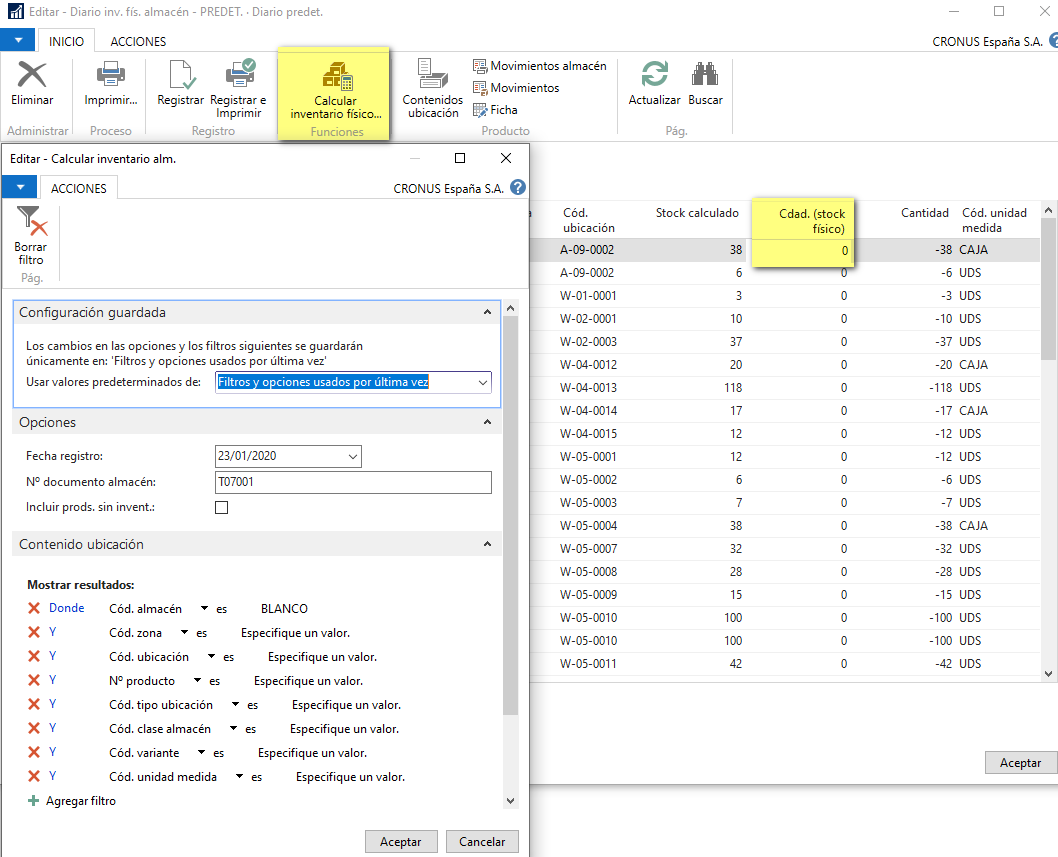 Editar - Diario inv. fís. almacén - PREDET. · Diario predet.
INICIO
ACCIONES
CRONUS España S.A.
?
Eliminar
Imprimir...
Registrar
Registrar e
Imprimir
Calcular
inventario físico...
Contenidos
ubicación
Movimientos almacén
Movimientos
Ficha
Actualizar
Buscar
Administrar
Proceso
Registro
Funciones
Producto
Pág.
Editar - Calcular inventario alm.
ACCIONES
CRONUS España S.A.
?
Borrar
filtro
Pág.
Configuración guardada
Los cambios en las opciones y los filtros siguientes se guardarán
únicamente en: 'Filtros y opciones usados por última vez'
Usar valores predeterminados de:
Filtros y opciones usados por última vez
Opciones
Fecha registro:
23/01/2020
Nº documento almacén:
T07001
Incluir prods. sin invent.:
Contenido ubicación
Mostrar resultados:
Donde Cód. almacén es BLANCO
Y Cód. zona es Especifique un valor.
Y Cód. ubicación es Especifique un valor.
Y Nº producto es Especifique un valor.
Y Cód. tipo ubicación es Especifique un valor.
Y Cód. clase almacén es Especifique un valor.
Y Cód. variante es Especifique un valor.
Y Cód. unidad medida es Especifique un valor.
Agregar filtro
Aceptar
Cancelar
Cód.
ubicación
Stock calculado
Cdad. (stock
físico)
Cantidad
Cód. unidad
medida
A-09-0002 38 0 -38 CAJA
A-09-0002 6 0 -6 UDS
W-01-0001 3 0 -3 UDS
W-02-0001 10 0 -10 UDS
W-02-0003 37 0 -37 UDS
W-04-0012 20 0 -20 CAJA
W-04-0013 118 0 -118 UDS
W-04-0014 17 0 -17 CAJA
W-04-0015 12 0 -12 UDS
W-05-0001 12 0 -12 UDS
W-05-0002 6 0 -6 UDS
W-05-0003 7 0 -7 UDS
W-05-0004 38 0 -38 CAJA
W-05-0007 32 0 -32 UDS
W-05-0008 28 0 -28 UDS
W-05-0009 15 0 -15 UDS
W-05-0010 100 0 -100 UDS
W-05-0010 100 0 -100 UDS
W-05-0011 42 0 -42 UDS
Aceptar